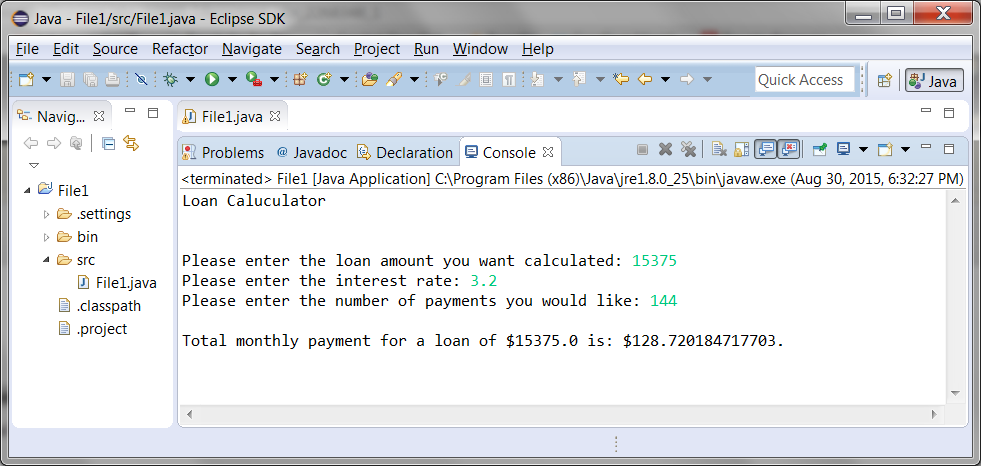 Java - File1/src/File1.java - Eclipse SDK
File Edit Source Refactor Navigate Search Project Run Window Help
Quick Access
Java
Navig...
File1.java
Problems @ Javadoc Declaration Console
<terminated> File1 [Java Application] C:\Program Files (x86)\Java\jre1.8.0_25\bin\javaw.exe (Aug 30, 2015, 6:32:27 PM)
File1
.settings
bin
src
File1.java
.classpath
.project
Loan Caluculator
Please enter the loan amount you want calculated: 15375
Please enter the interest rate: 3.2
Please enter the number of payments you would like: 144
Total monthly payment for a loan of $15375.0 is: $128.720184717703.